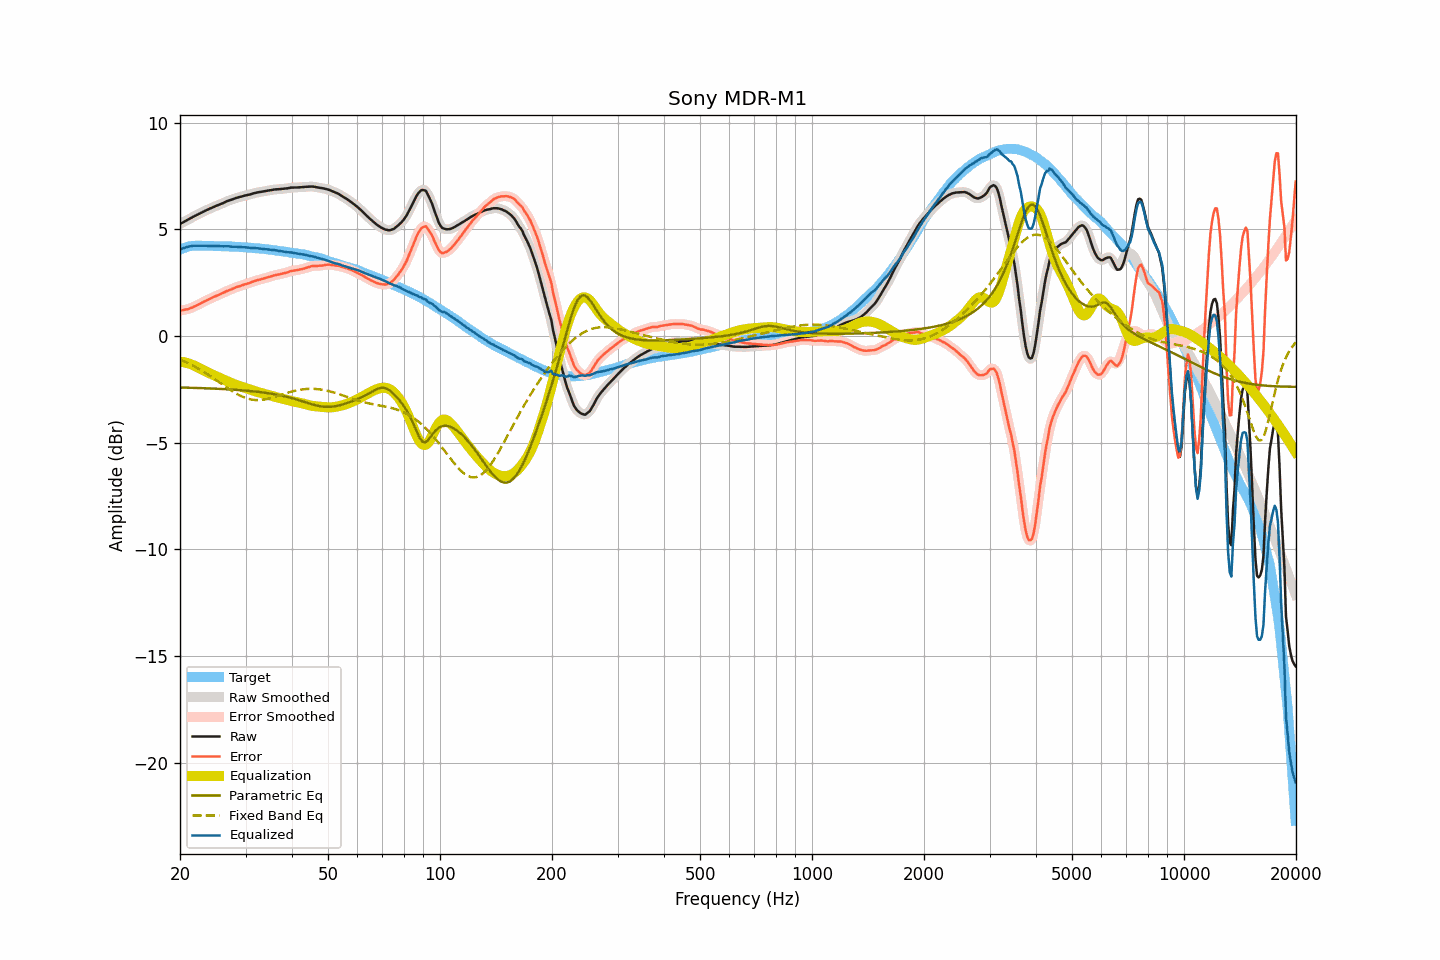 Sony MDR-M1
10
5
0
−5
−10
−15
−20
Amplitude (dBr)
Target
Raw Smoothed
Error Smoothed
Raw
Error
Equalization
Parametric Eq
Fixed Band Eq
Equalized
20 50 100 200 500 1000 2000 5000 10000 20000
Frequency (Hz)